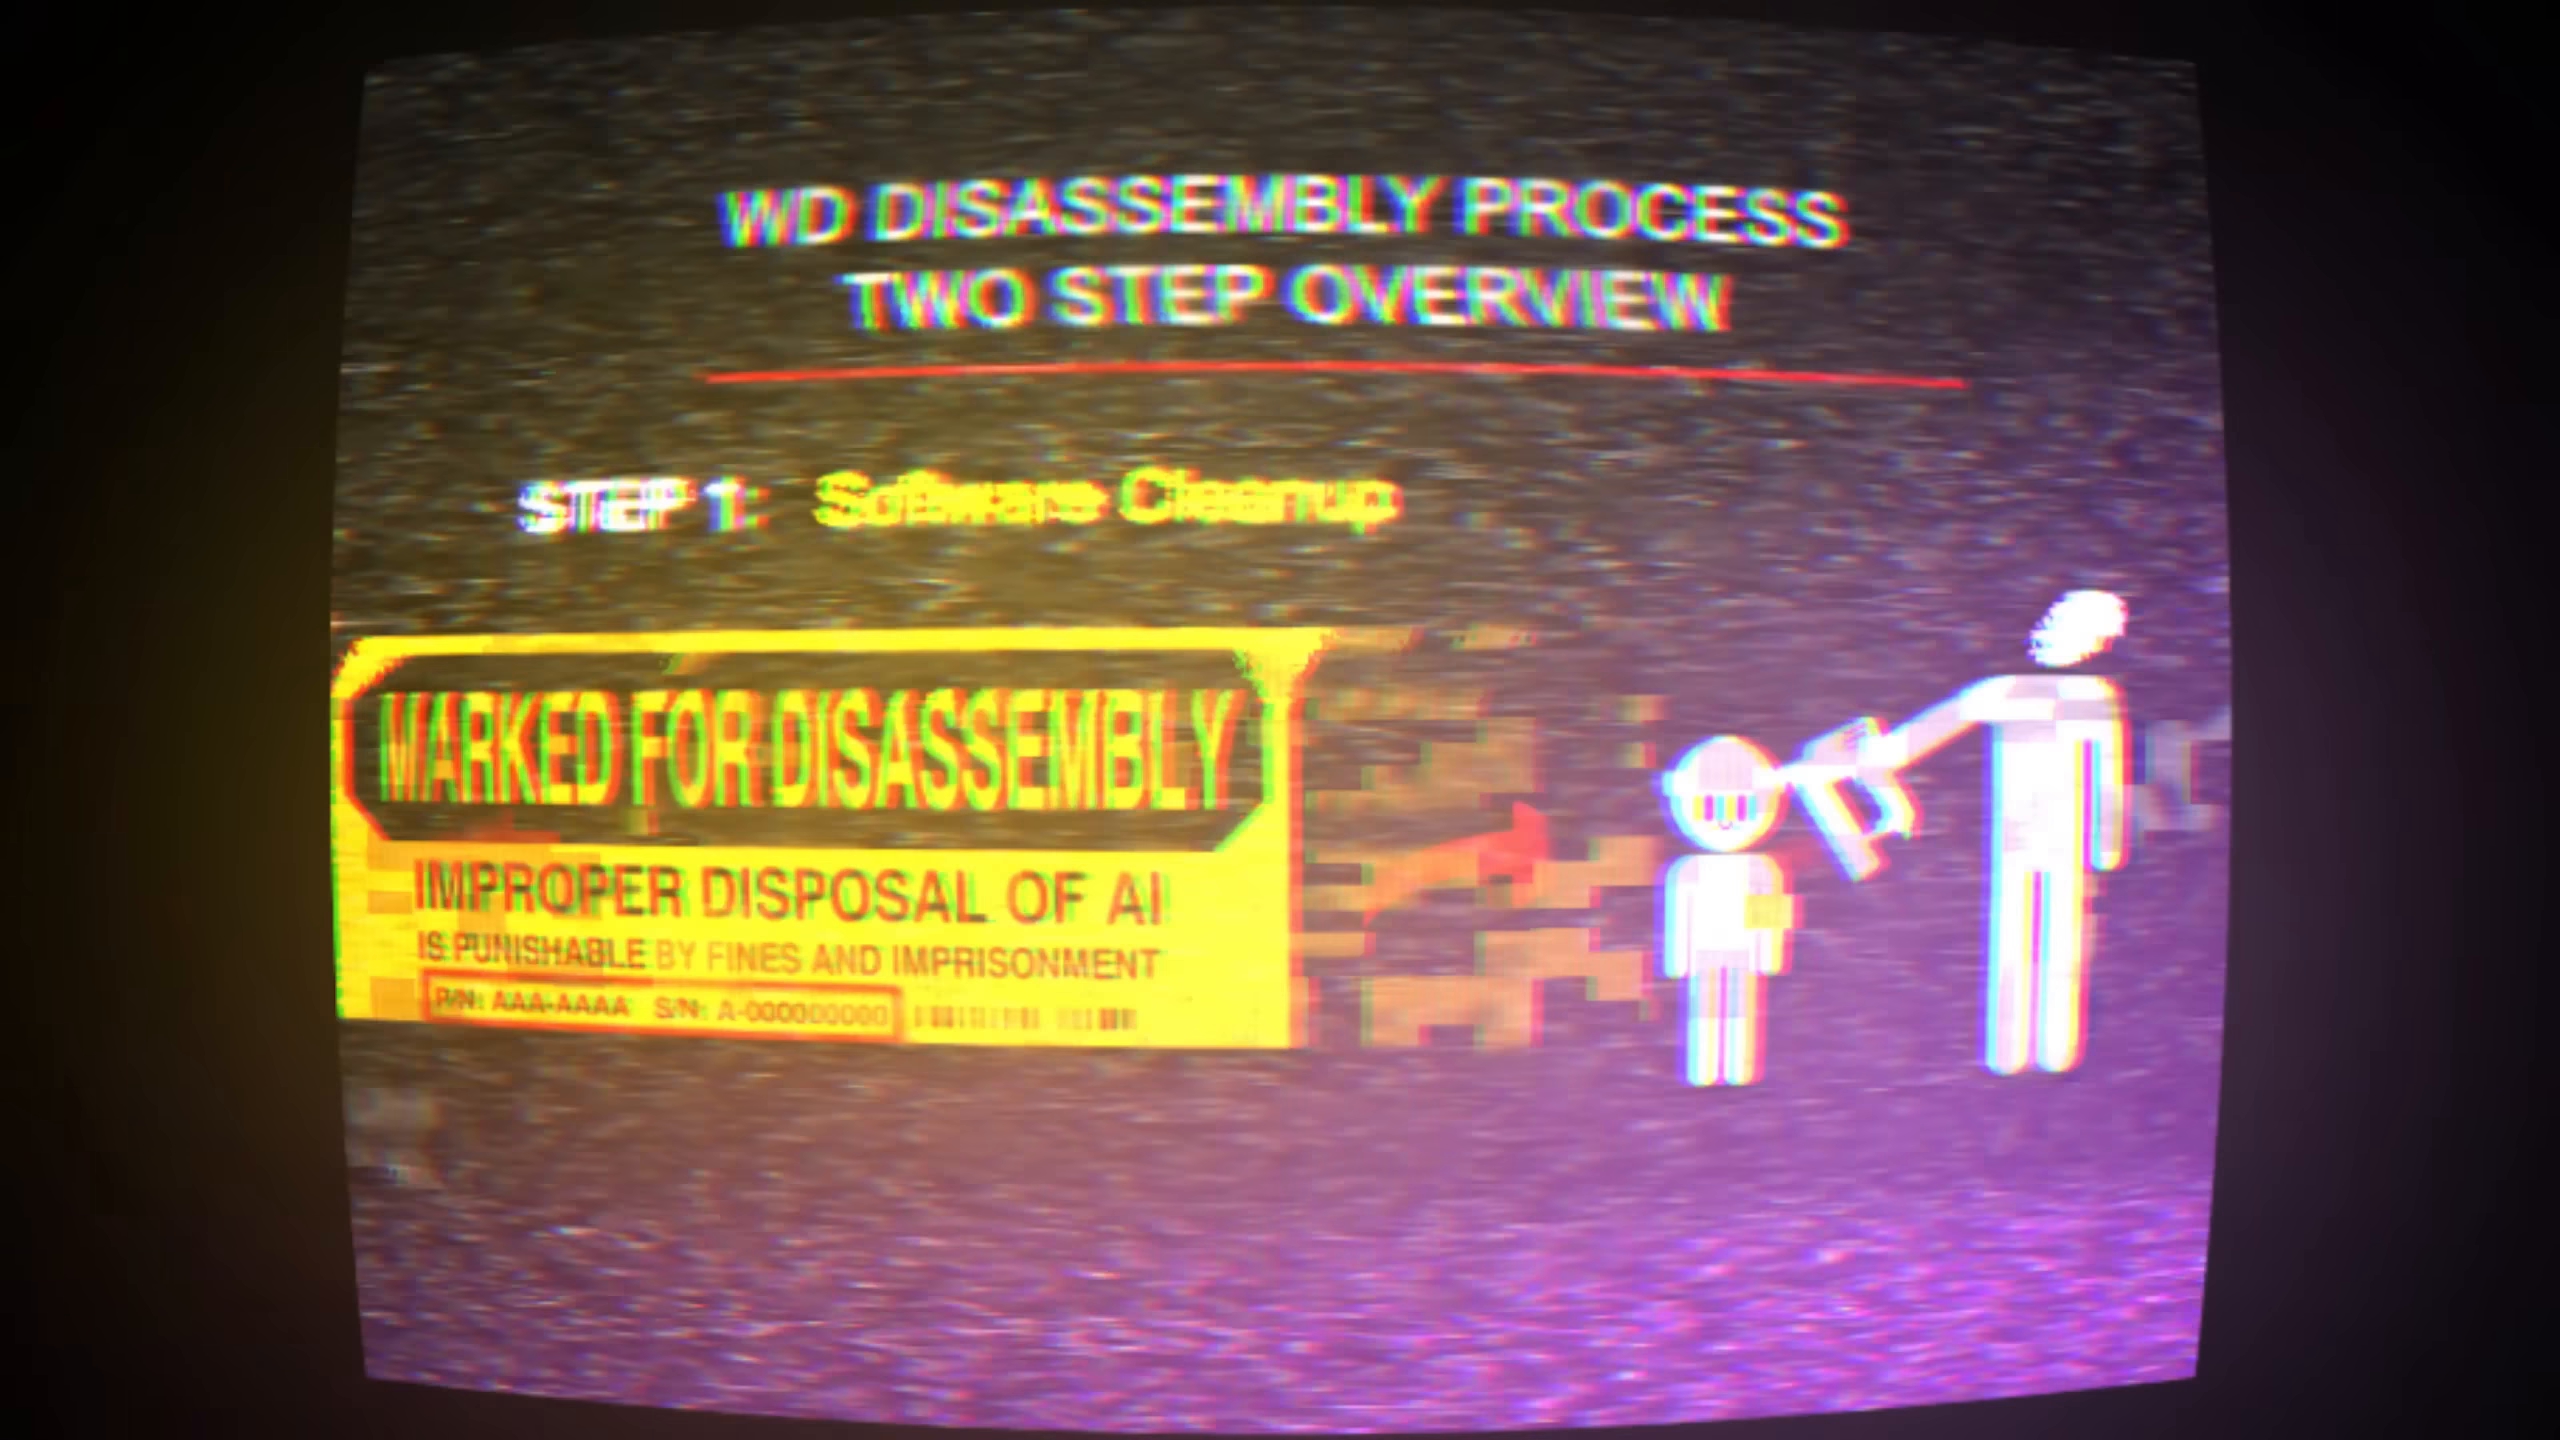 WD DISASSEMBLY PROCESS
TWO STEP OVERVIEW
STEP 1: Software Cleanup
MARKED FOR DISASSEMBLY
IMPROPER DISPOSAL OF AI
IS PUNISHABLE BY FINES AND IMPRISONMENT
P/N: AAA-AAAA S/N: A-000000000